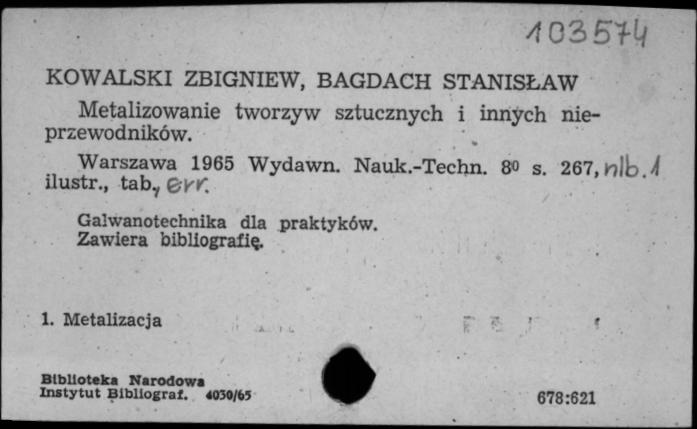 103574
KOWALSKI ZBIGNIEW, BAGDACH STANISŁAW
Metalizowanie tworzyw sztucznych i innych nie-
przewodników.
Warszawa 1965 Wydawn. Nauk.-Techn. 8⁰ s. 267, nlb. 1
ilustr., tab., err.
Galwanotechnika dla praktyków.
Zawiera bibliografię.
1. Metalizacja
Biblioteka Narodowa
Instytut Bibliograf. 4030/65
678:621